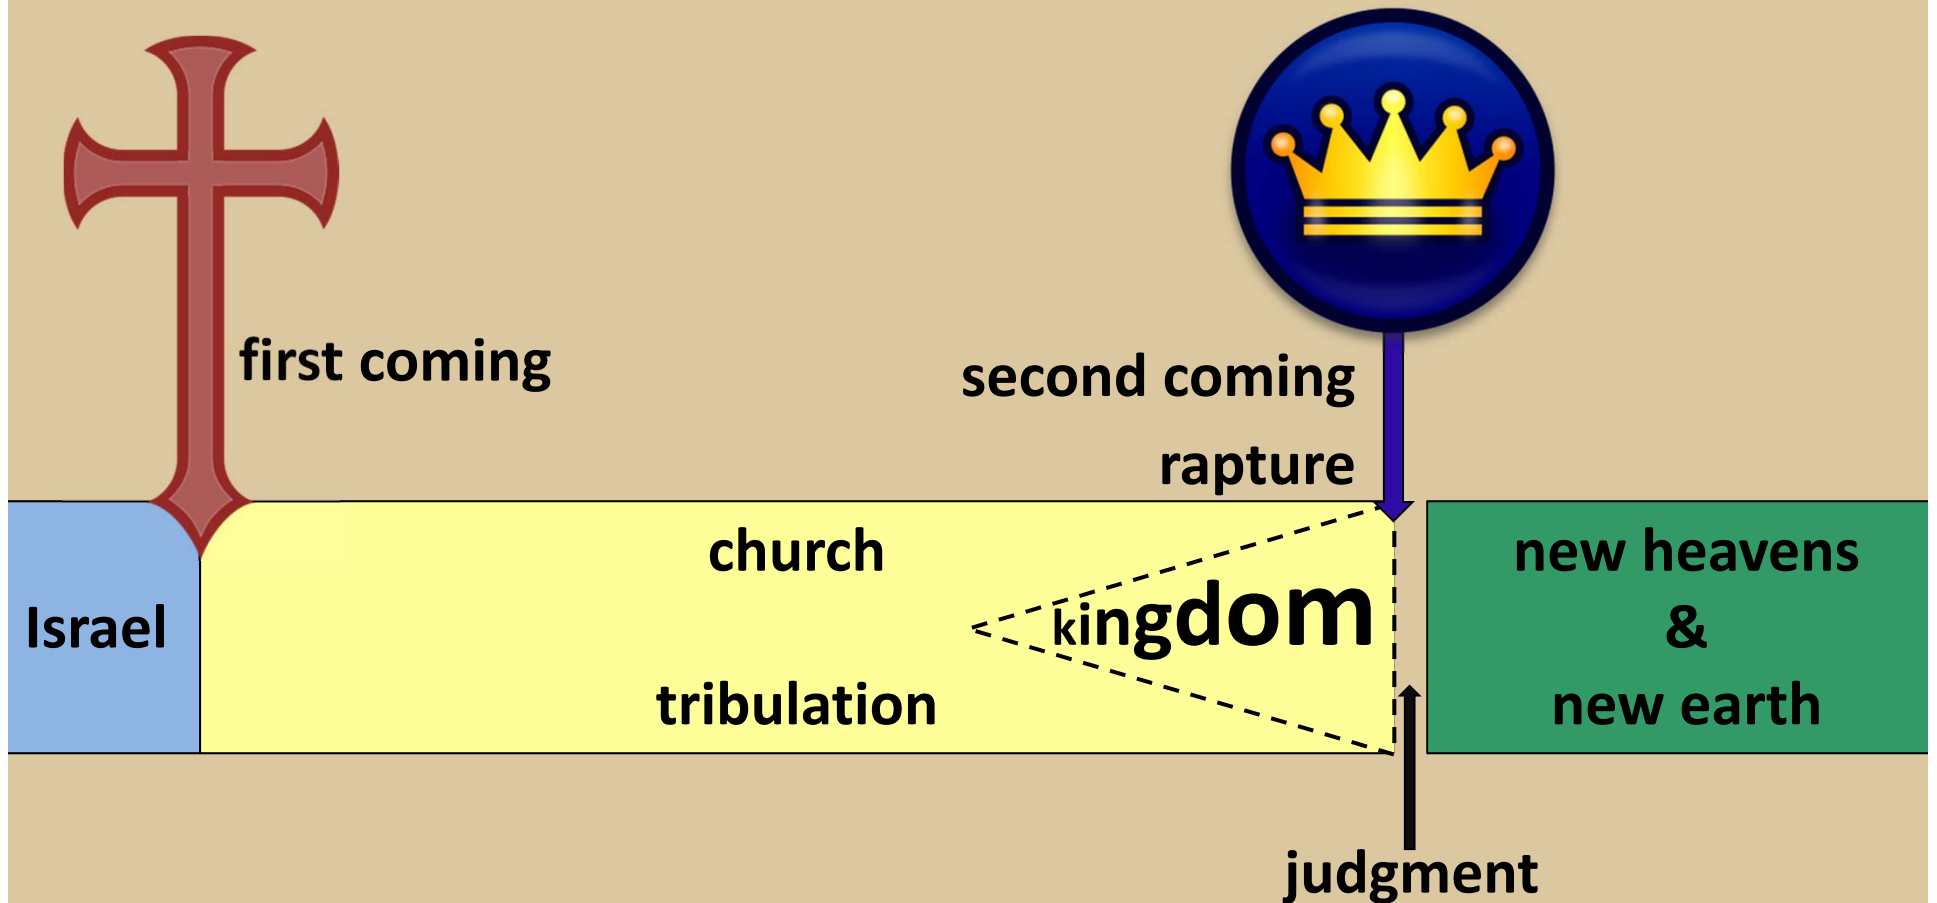 first coming
second coming
rapture
church
Israel
kingdom
tribulation
new heavens
&
new earth
judgment